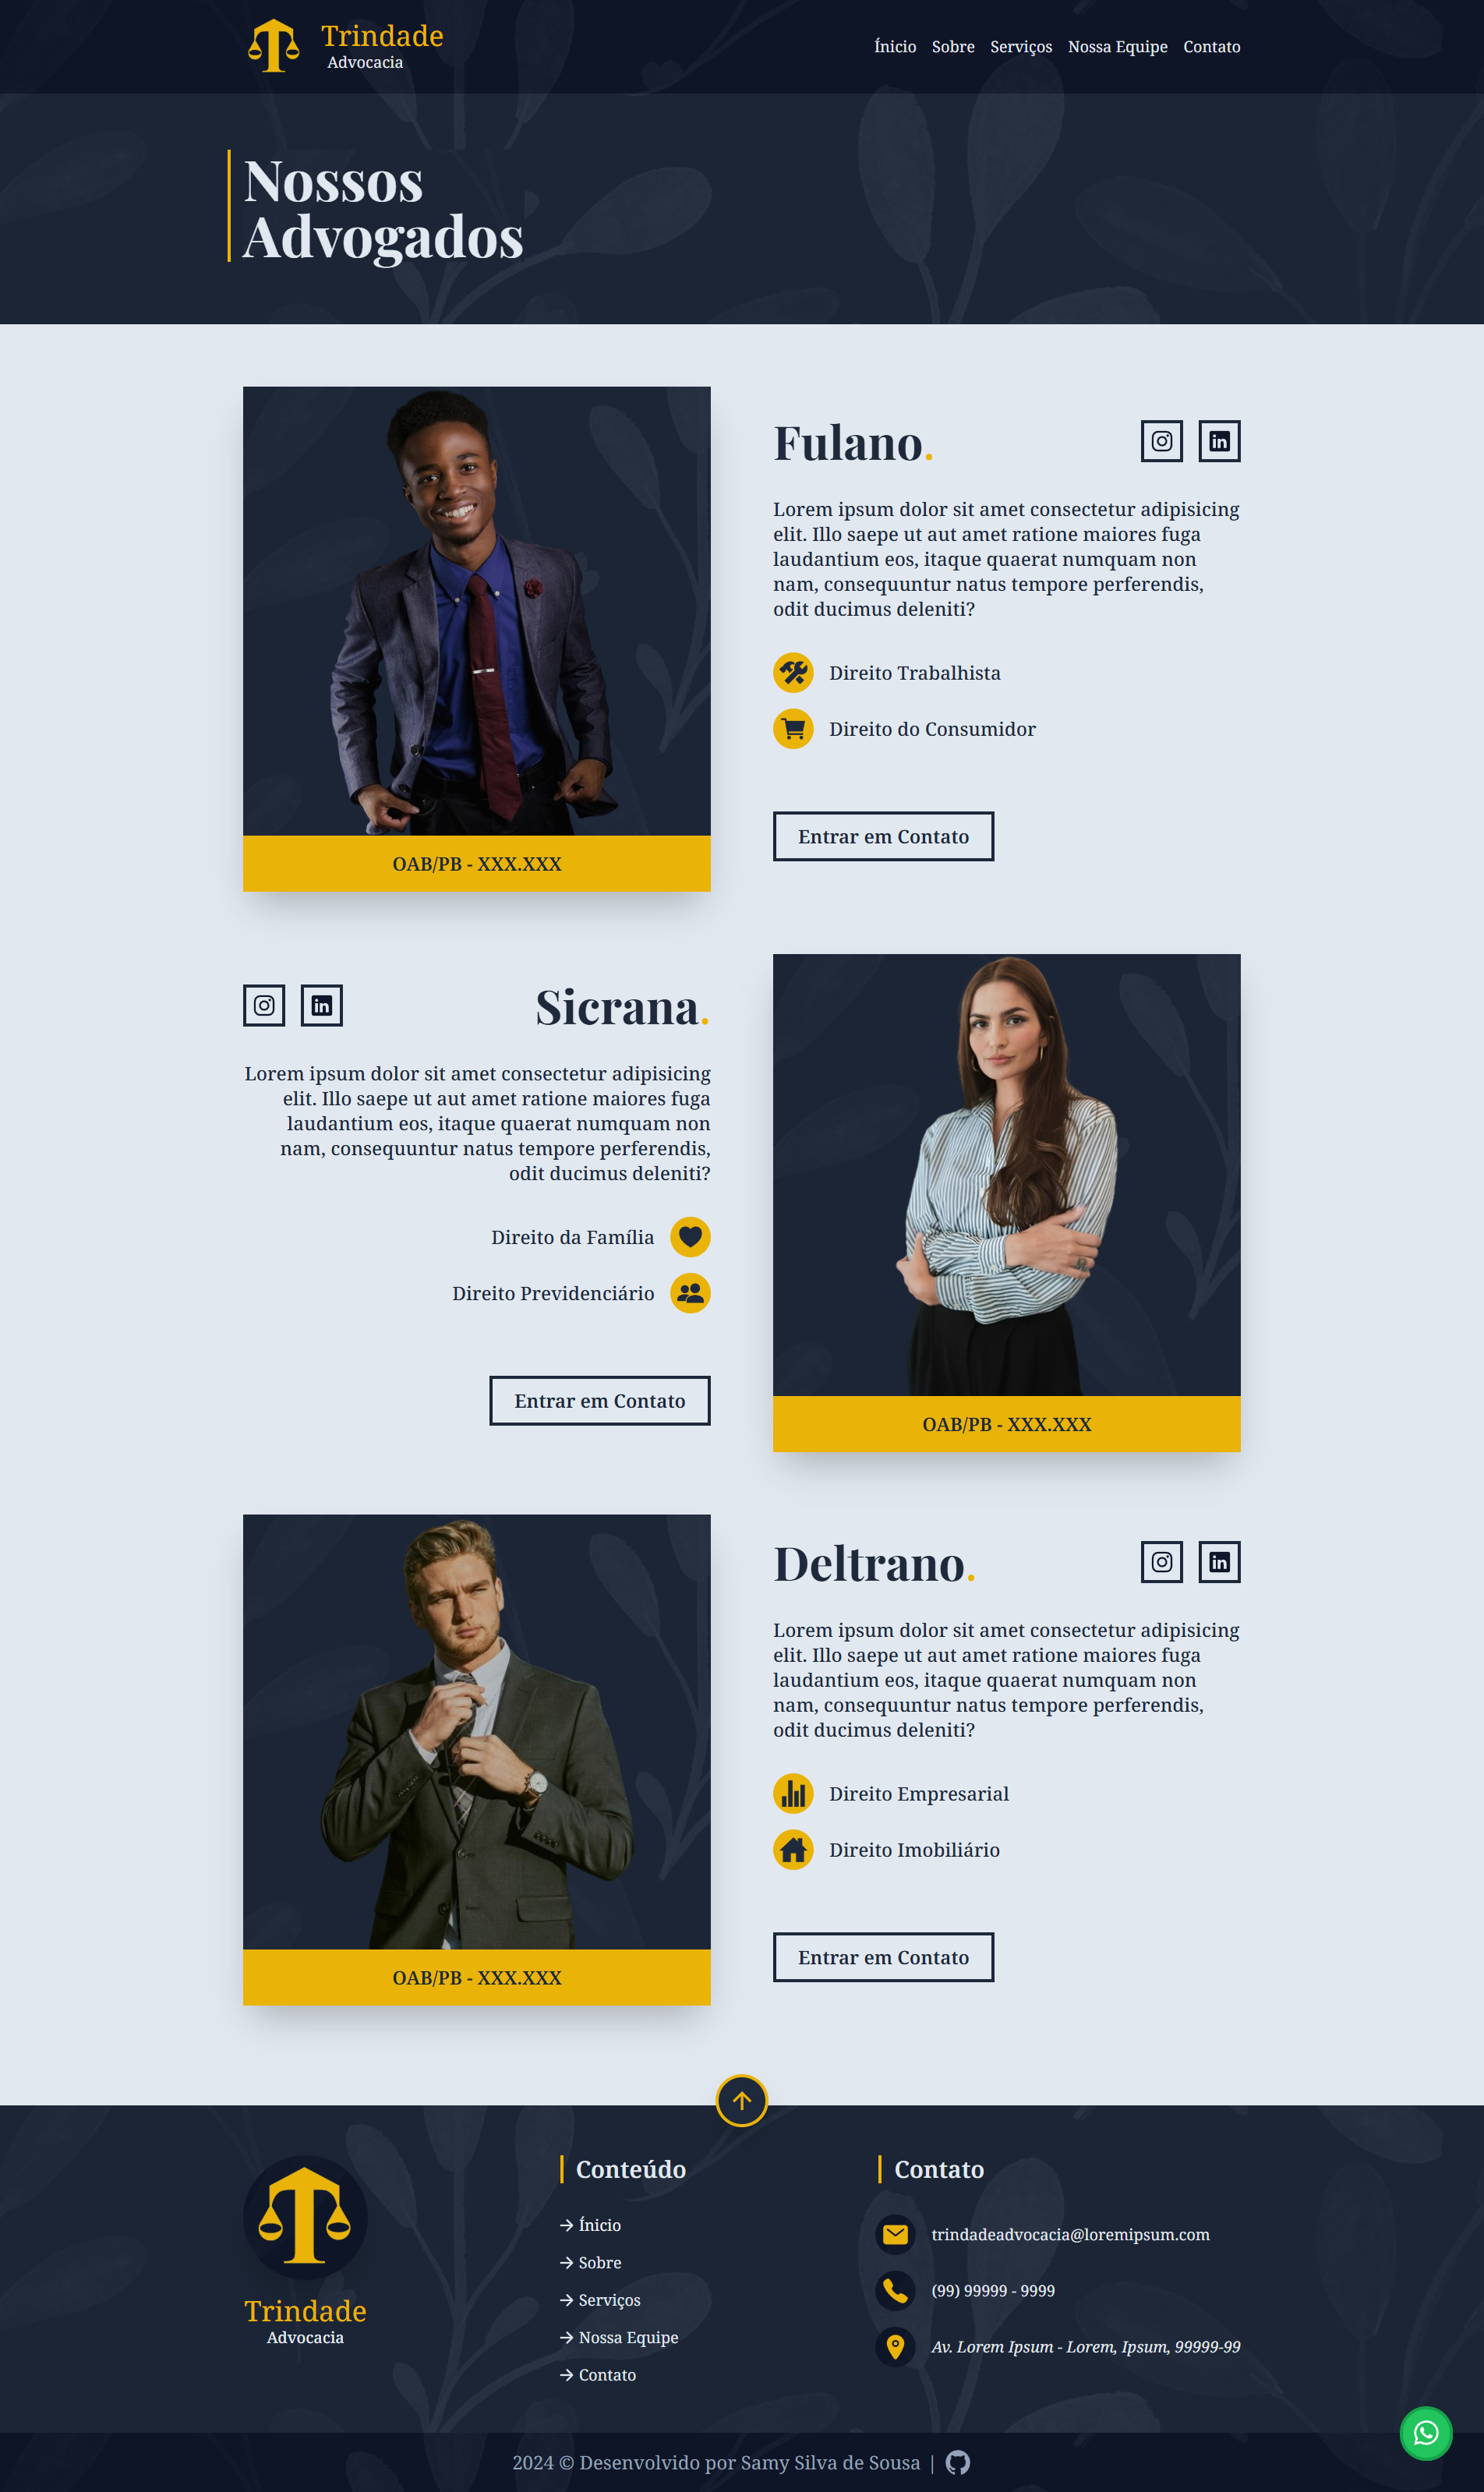 Trindade
Advocacia
Ínicio Sobre Serviços Nossa Equipe Contato
Nossos
Advogados
Fulano.
Lorem ipsum dolor sit amet consectetur adipisicing
elit. Illo saepe ut aut amet ratione maiores fuga
laudantium eos, itaque quaerat numquam non
nam, consequuntur natus tempore perferendis,
odit ducimus deleniti?
Direito Trabalhista
Direito do Consumidor
Entrar em Contato
OAB/PB - XXX.XXX
Sicrana.
Lorem ipsum dolor sit amet consectetur adipisicing
elit. Illo saepe ut aut amet ratione maiores fuga
laudantium eos, itaque quaerat numquam non
nam, consequuntur natus tempore perferendis,
odit ducimus deleniti?
Direito da Família
Direito Previdenciário
Entrar em Contato
OAB/PB - XXX.XXX
Deltrano.
Lorem ipsum dolor sit amet consectetur adipisicing
elit. Illo saepe ut aut amet ratione maiores fuga
laudantium eos, itaque quaerat numquam non
nam, consequuntur natus tempore perferendis,
odit ducimus deleniti?
Direito Empresarial
Direito Imobiliário
Entrar em Contato
OAB/PB - XXX.XXX
Trindade
Advocacia
Conteúdo
Ínicio
Sobre
Serviços
Nossa Equipe
Contato
Contato
trindadeadvocacia@loremipsum.com
(99) 99999 - 9999
Av. Lorem Ipsum - Lorem, Ipsum, 99999-99
2024 © Desenvolvido por Samy Silva de Sousa |